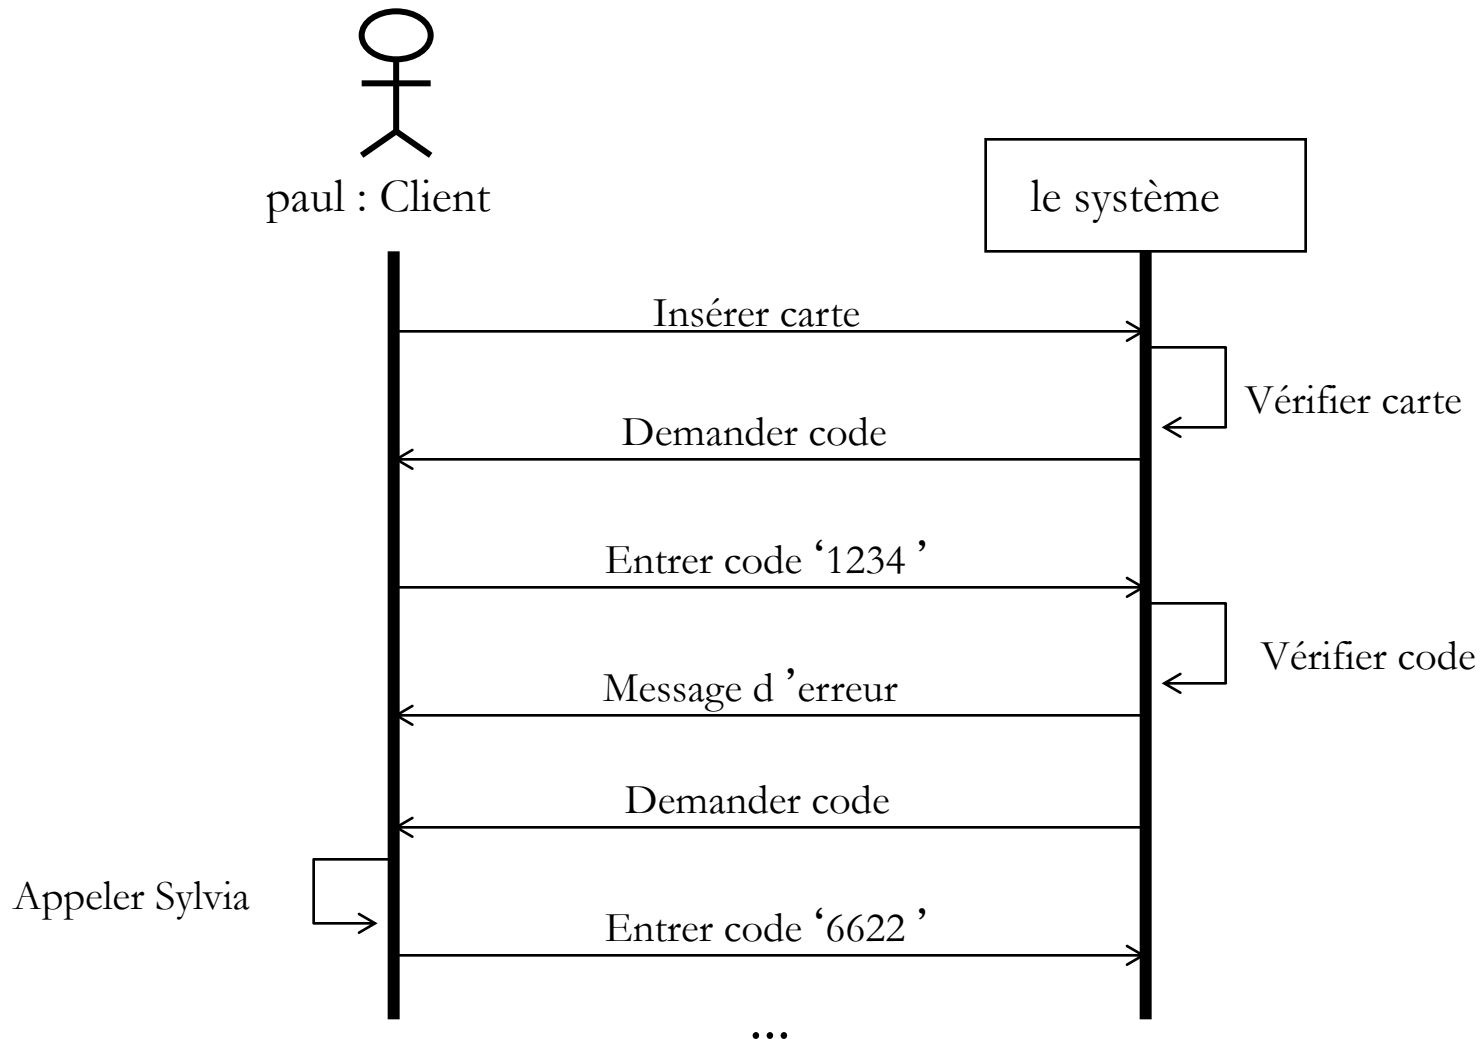 paul : Client
le système
Insérer carte
Vérifier carte
Demander code
Entrer code ‘1234 ’
Vérifier code
Message d ’erreur
Demander code
Appeler Sylvia
Entrer code ‘6622 ’
...